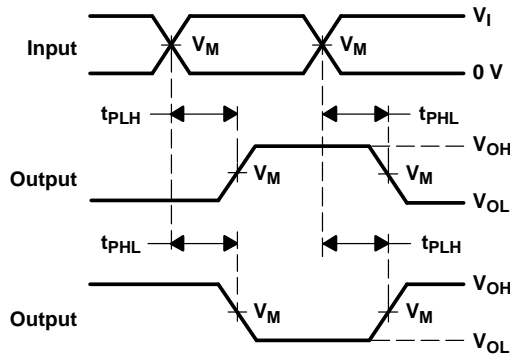 V_I
Input V_M V_M
0 V
t_PLH t_PHL
V_OH
Output V_M V_M
V_OL
t_PHL t_PLH
V_OH
Output V_M V_M
V_OL